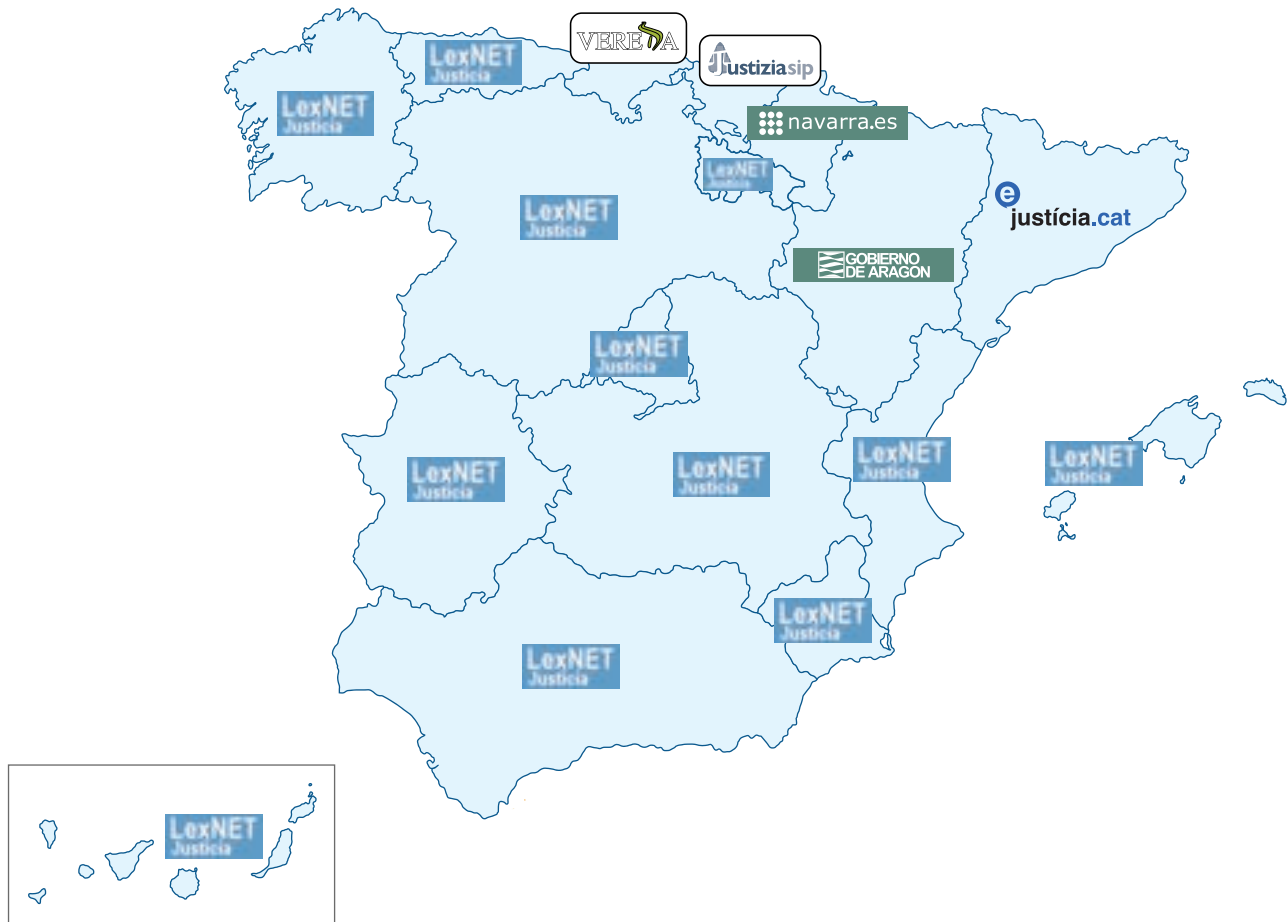 VEREDA
LexNET
Justicia
Justiziasip
LexNET
Justicia
navarra.es
LexNET
Justicia
e
justícia.cat
LexNET
Justicia
GOBIERNO
DE ARAGON
LexNET
Justicia
LexNET
Justicia
LexNET
Justicia
LexNET
Justicia
LexNET
Justicia
LexNET
Justicia
LexNET
Justicia
LexNET
Justicia